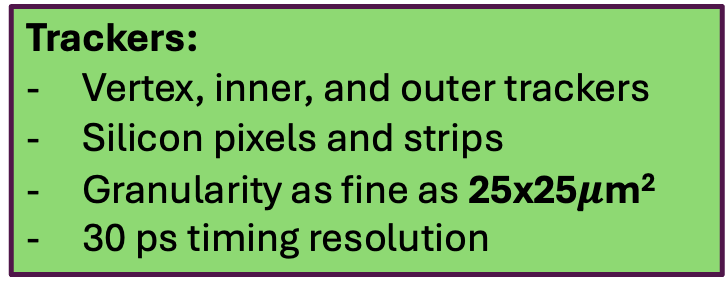 Trackers:
- Vertex, inner, and outer trackers
- Silicon pixels and strips
- Granularity as fine as 25x25μm²
- 30 ps timing resolution